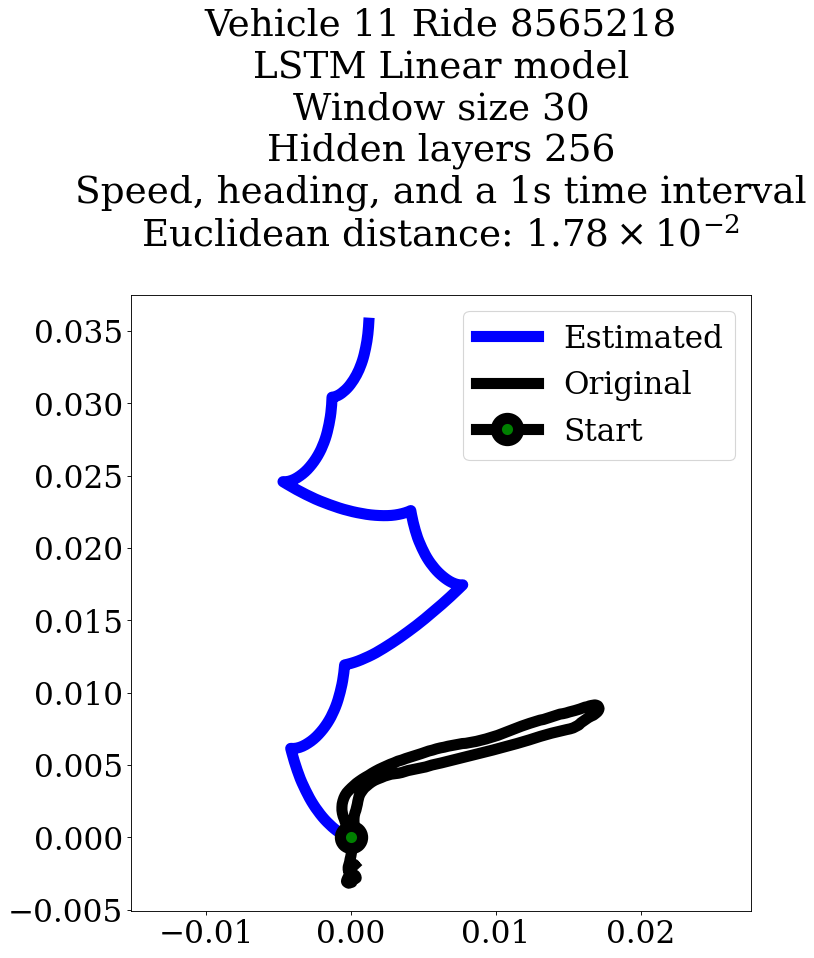 Vehicle 11 Ride 8565218
LSTM Linear model
Window size 30
Hidden layers 256
Speed, heading, and a 1s time interval
Euclidean distance: 1.78 × 10⁻²
Estimated
Original
Start
0.035
0.030
0.025
0.020
0.015
0.010
0.005
0.000
−0.005
−0.01 0.00 0.01 0.02